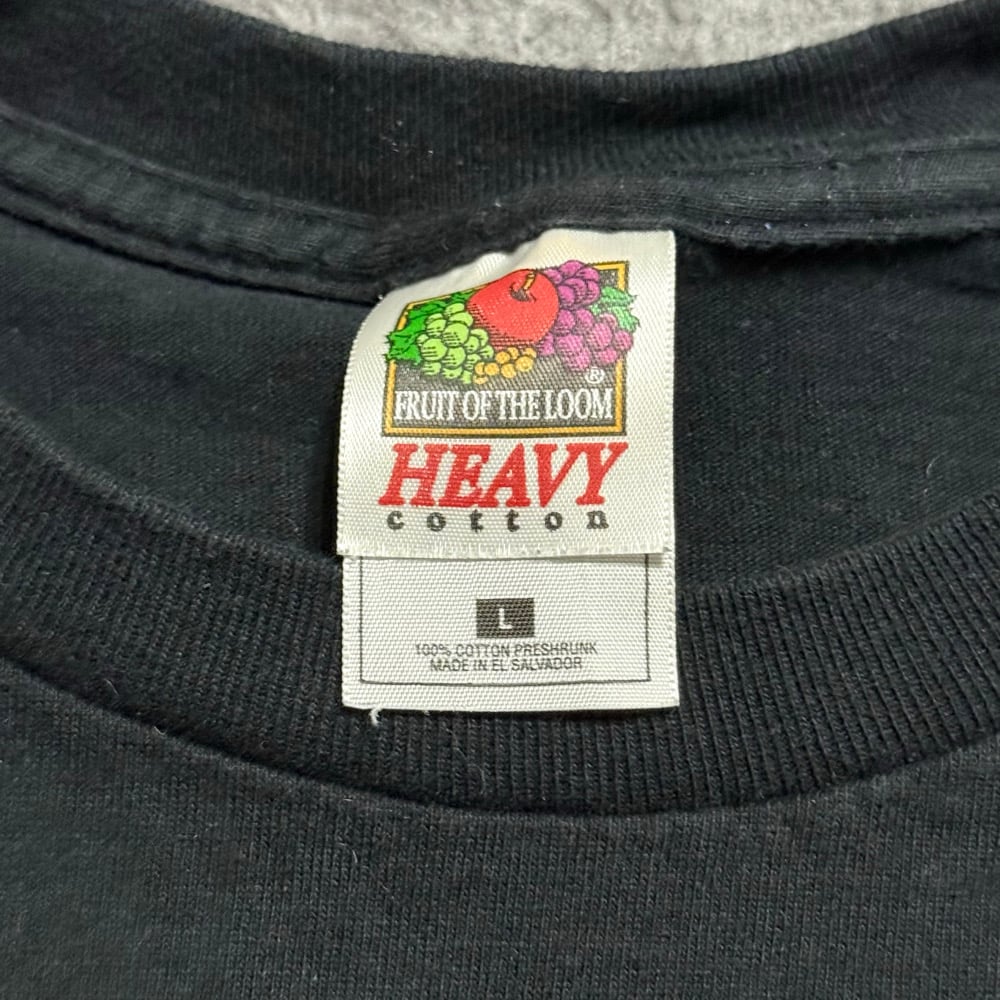 ®
FRUIT OF THE LOOM
HEAVY
cotton
L
100% COTTON PRESHRUNK
MADE IN EL SALVADOR